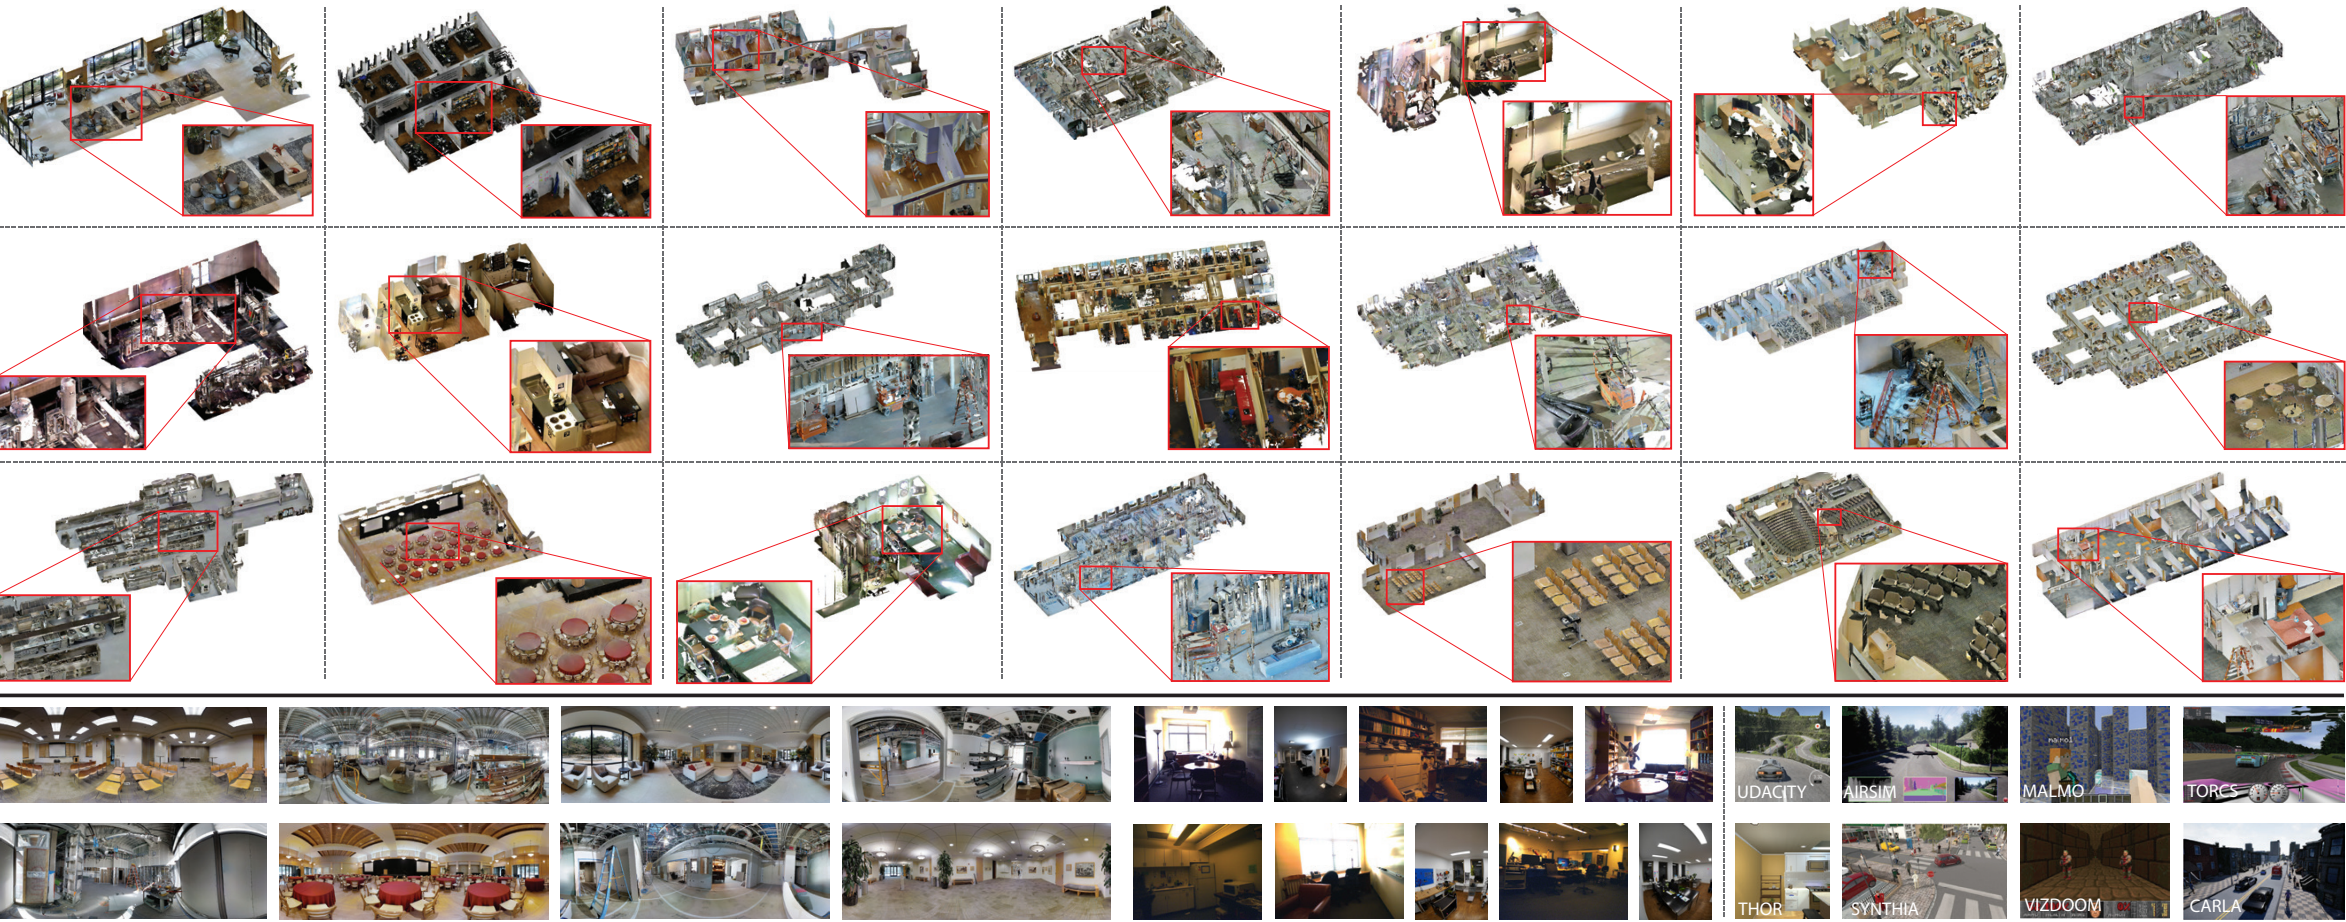 UDACITY
AIRSIM
MALMO
TORCS
THOR
SYNTHIA
VIZDOOM
CARLA